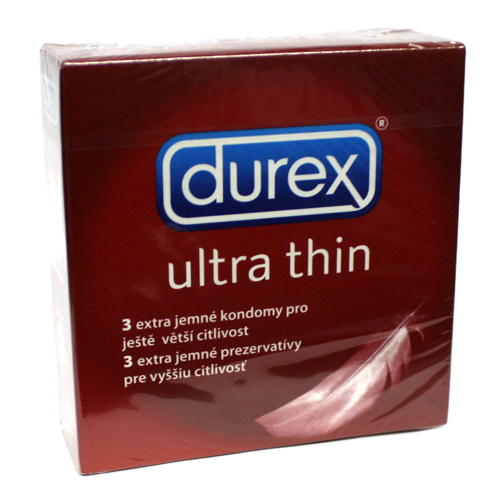 durex®
ultra thin
3 extra jemné kondomy pro
ještě větší citlivost
3 extra jemné prezervatívy
pre vyššiu citlivosť